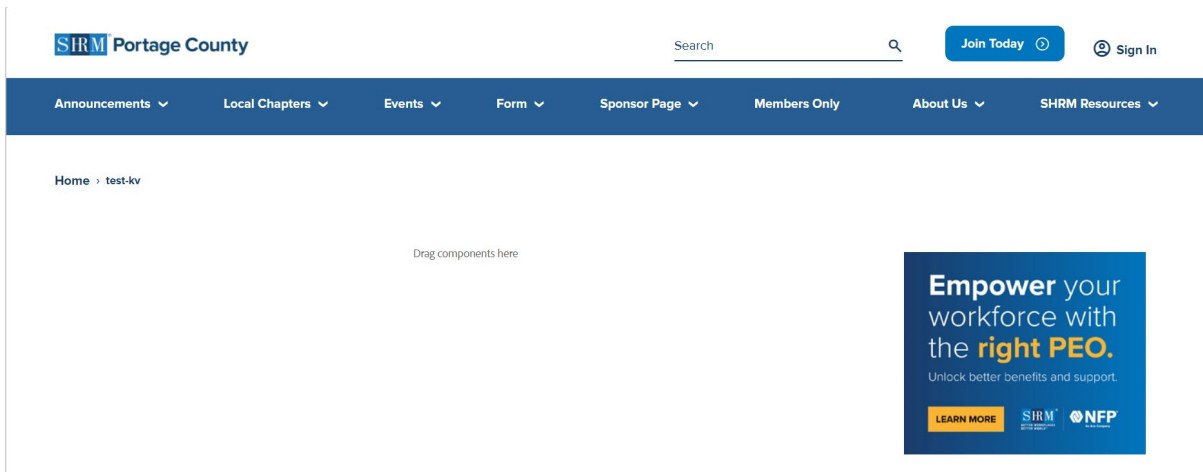 SHRM Portage County
Search
Join Today
Sign In
Announcements Local Chapters Events Form Sponsor Page Members Only About Us SHRM Resources
Home › test-kv
Drag components here
Empower your
workforce with
the right PEO.
Unlock better benefits and support.
LEARN MORE SHRM NFP